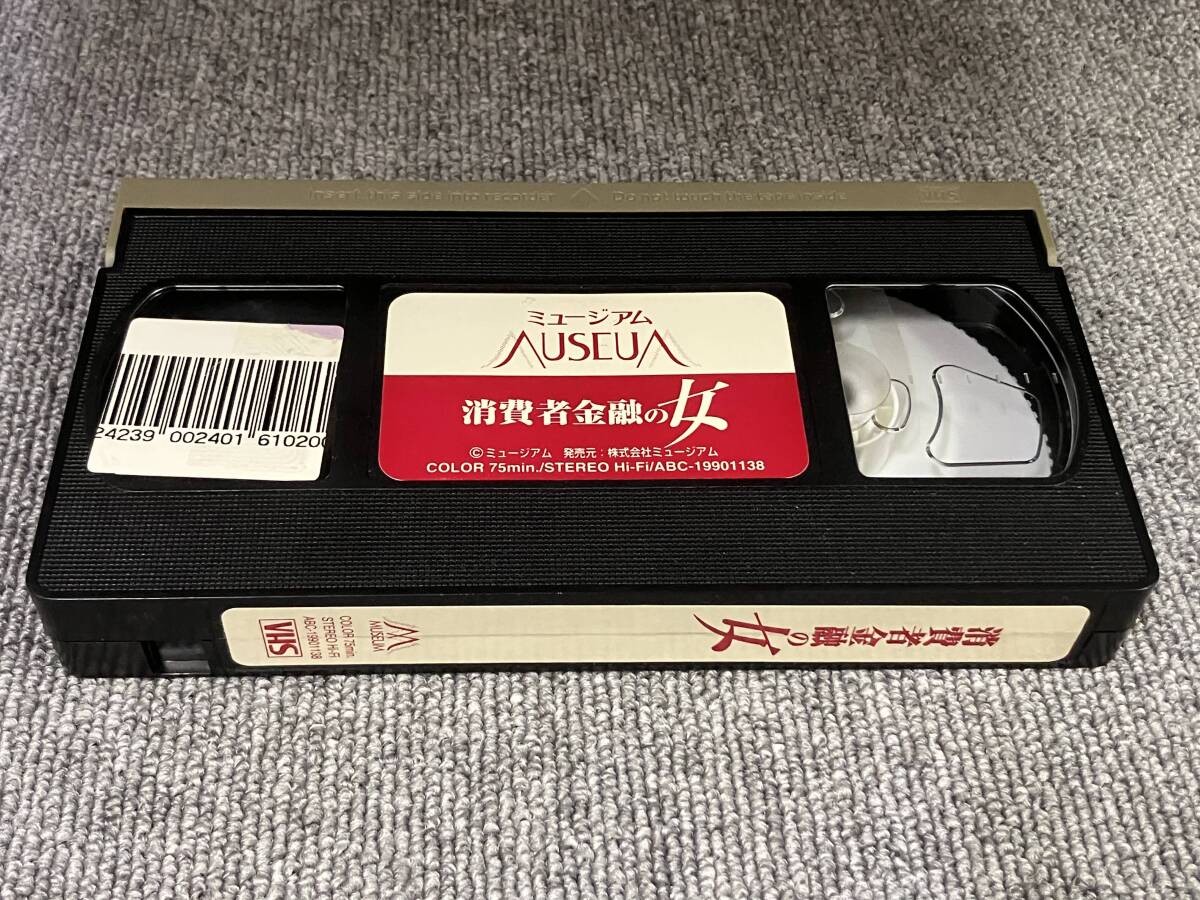 Insert this side into recorder Do not touch the tape inside VHS
ミュージアム
MUSEUM
消費者金融の女
©ミュージアム 発売元:株式会社ミュージアム
COLOR 75min./STEREO Hi-Fi/ABC-19901138
24239 002401 610200
消費者金融の女
MUSEUM
COLOR 75min.
STEREO Hi-Fi
ABC-19901138
VHS